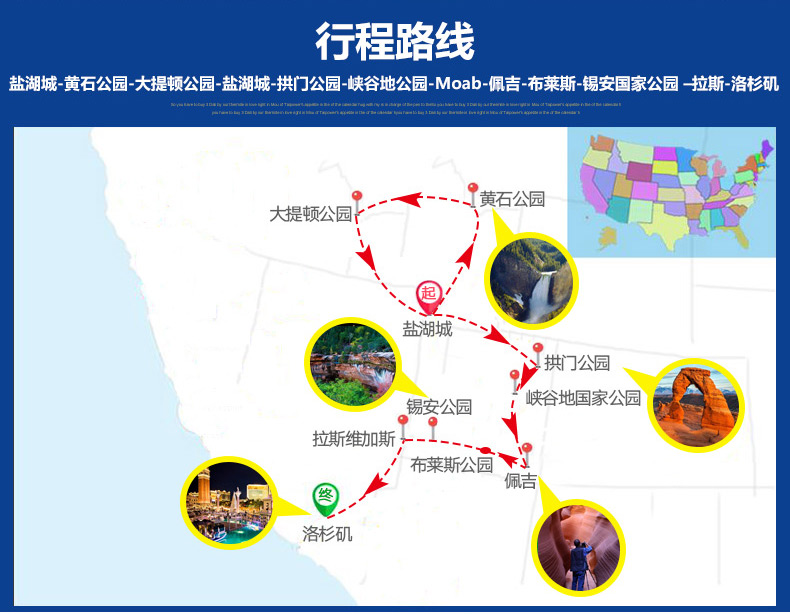 行程路线
盐湖城-黄石公园-大提顿公园-盐湖城-拱门公园-峡谷地公园-Moab-佩吉-布莱斯-锡安国家公园 –拉斯-洛杉矶
黄石公园
大提顿公园
起
盐湖城
拱门公园
峡谷地国家公园
锡安公园
拉斯维加斯
布莱斯公园
佩吉
终
洛杉矶